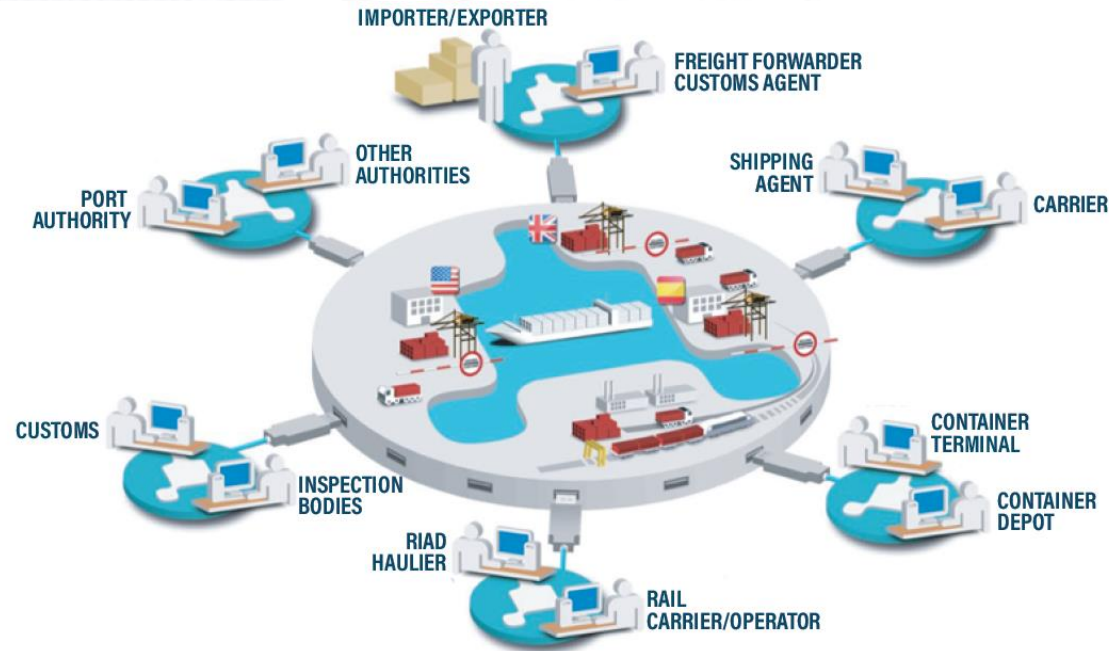 IMPORTER/EXPORTER
FREIGHT FORWARDER
CUSTOMS AGENT
OTHER
AUTHORITIES
PORT
AUTHORITY
SHIPPING
AGENT
CARRIER
CUSTOMS
INSPECTION
BODIES
CONTAINER
TERMINAL
CONTAINER
DEPOT
RIAD
HAULIER
RAIL
CARRIER/OPERATOR